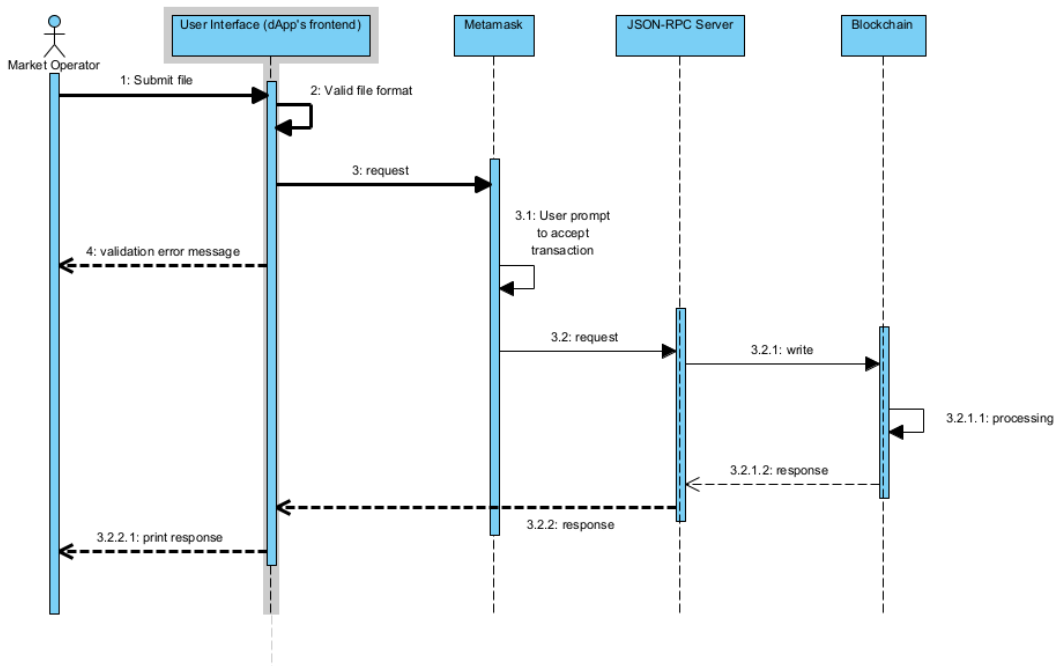 User Interface (dApp's frontend)
Metamask
JSON-RPC Server
Blockchain
Market Operator
1: Submit file
2: Valid file format
3: request
3.1: User prompt
to accept
transaction
4: validation error message
3.2: request
3.2.1: write
3.2.1.1: processing
3.2.1.2: response
3.2.2: response
3.2.2.1: print response